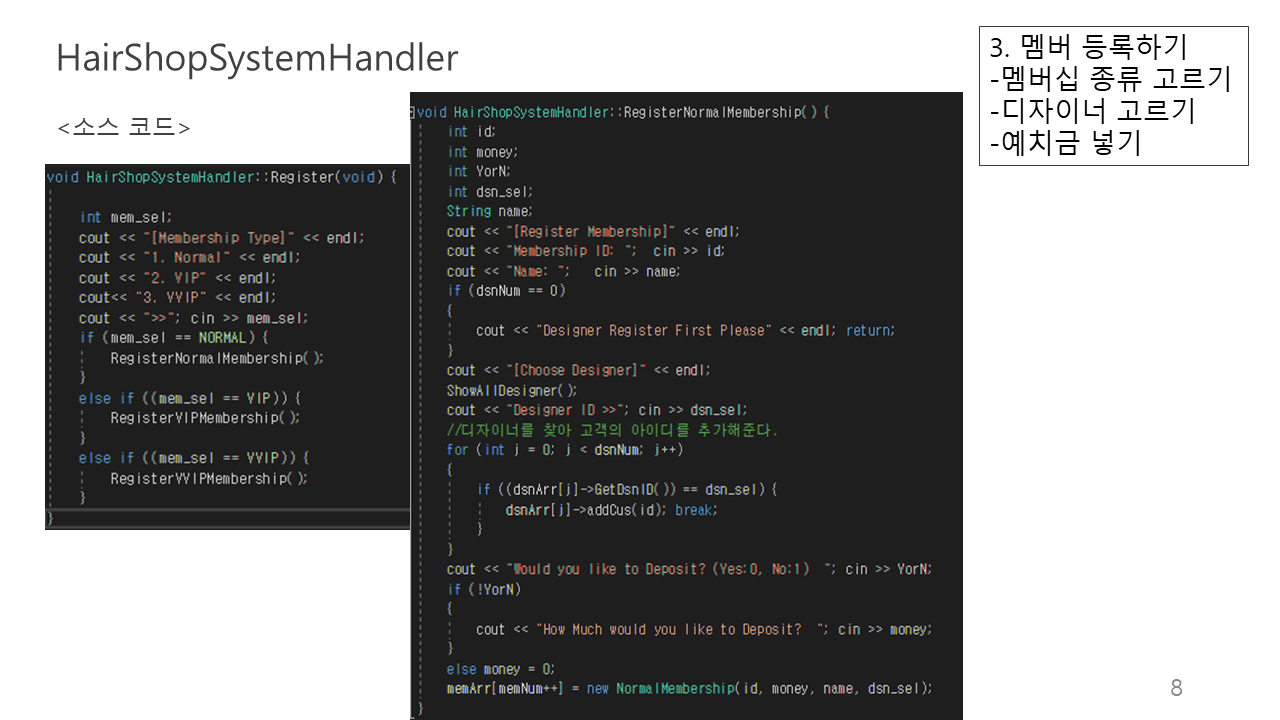 HairShopSystemHandler
<소스 코드>
void HairShopSystemHandler::Register(void) {
int mem_sel;
cout << "[Membership Type]" << endl;
cout << "1. Normal" << endl;
cout << "2. VIP" << endl;
cout<< "3. VVIP" << endl;
cout << ">>"; cin >> mem_sel;
if (mem_sel == NORMAL) {
RegisterNormalMembership();
}
else if ((mem_sel == VIP)) {
RegisterVIPMembership();
}
else if ((mem_sel == VVIP)) {
RegisterVVIPMembership();
}
}
void HairShopSystemHandler::RegisterNormalMembership() {
int id;
int money;
int YorN;
int dsn_sel;
String name;
cout << "[Register Membership]" << endl;
cout << "Membership ID: ";  cin >> id;
cout << "Name: ";   cin >> name;
if (dsnNum == 0)
{
cout << "Designer Register First Please" << endl; return;
}
cout << "[Choose Designer]" << endl;
ShowAllDesigner();
cout << "Designer ID >>"; cin >> dsn_sel;
//디자이너를 찾아 고객의 아이디를 추가해준다.
for (int j = 0; j < dsnNum; j++)
{
if ((dsnArr[j]->GetDsnID()) == dsn_sel) {
dsnArr[j]->addCus(id); break;
}
}
cout << "Would you like to Deposit? (Yes:0, No:1)  "; cin >> YorN;
if (!YorN)
{
cout << "How Much would you like to Deposit?  "; cin >> money;
}
else money = 0;
memArr[memNum++] = new NormalMembership(id, money, name, dsn_sel);
}
3. 멤버 등록하기
-멤버십 종류 고르기
-디자이너 고르기
-예치금 넣기
8